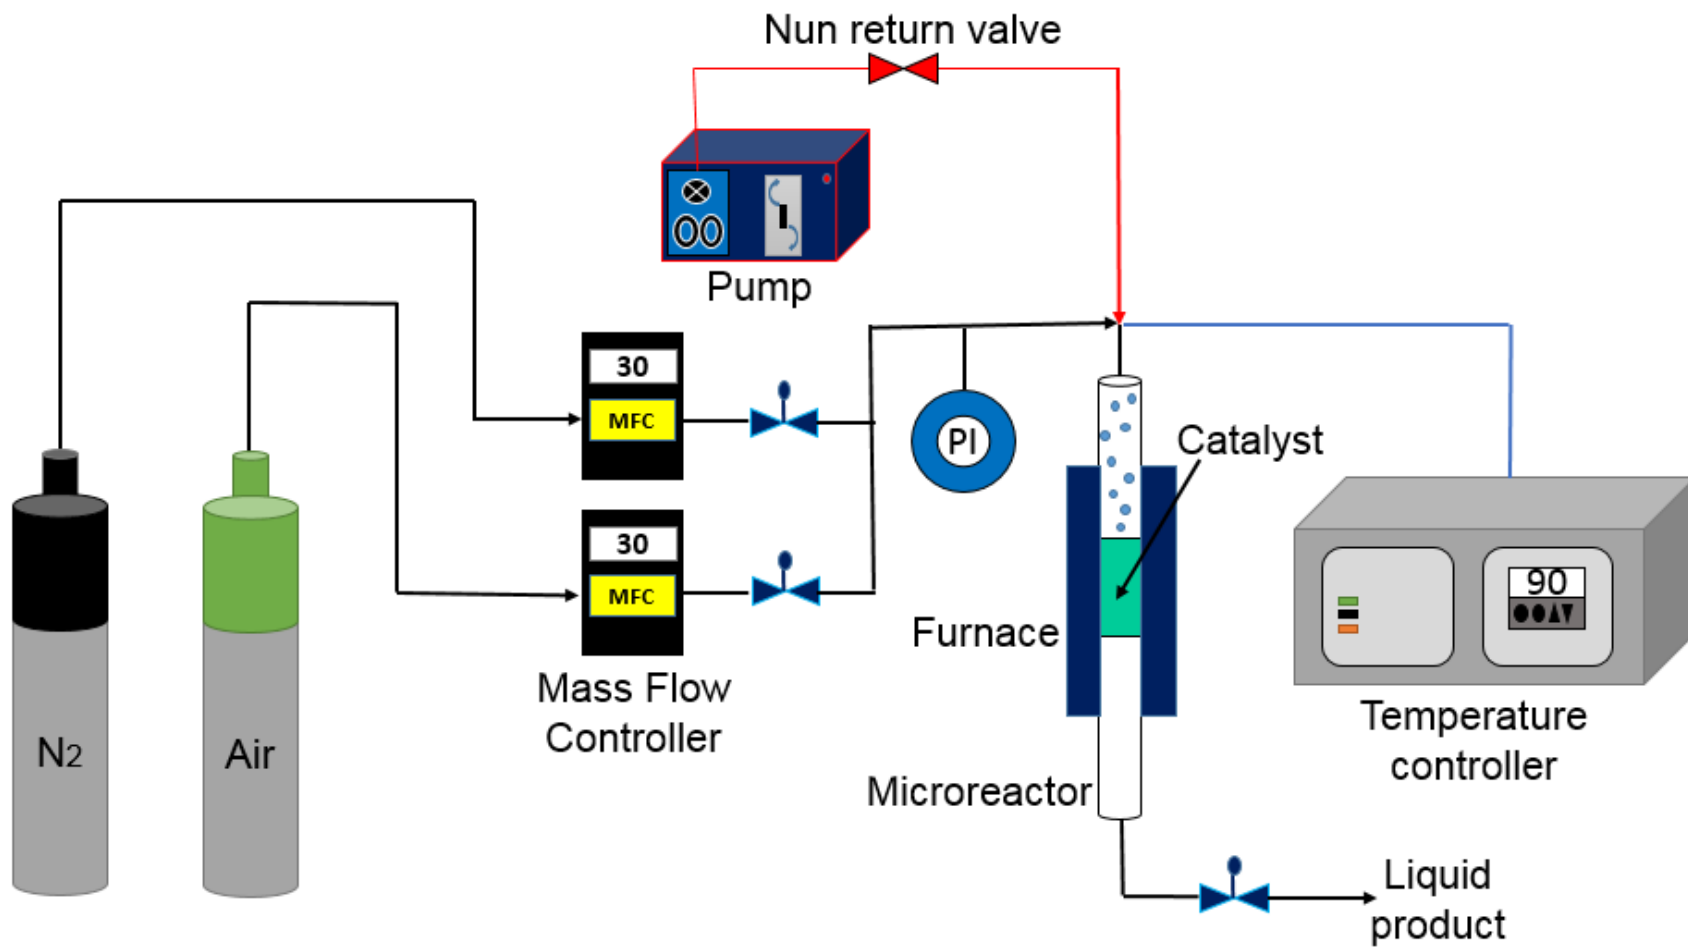 Nun return valve
Pump
30
MFC
30
MFC
Mass Flow
Controller
PI
Catalyst
Furnace
90
Temperature
controller
N2
Air
Microreactor
Liquid
product